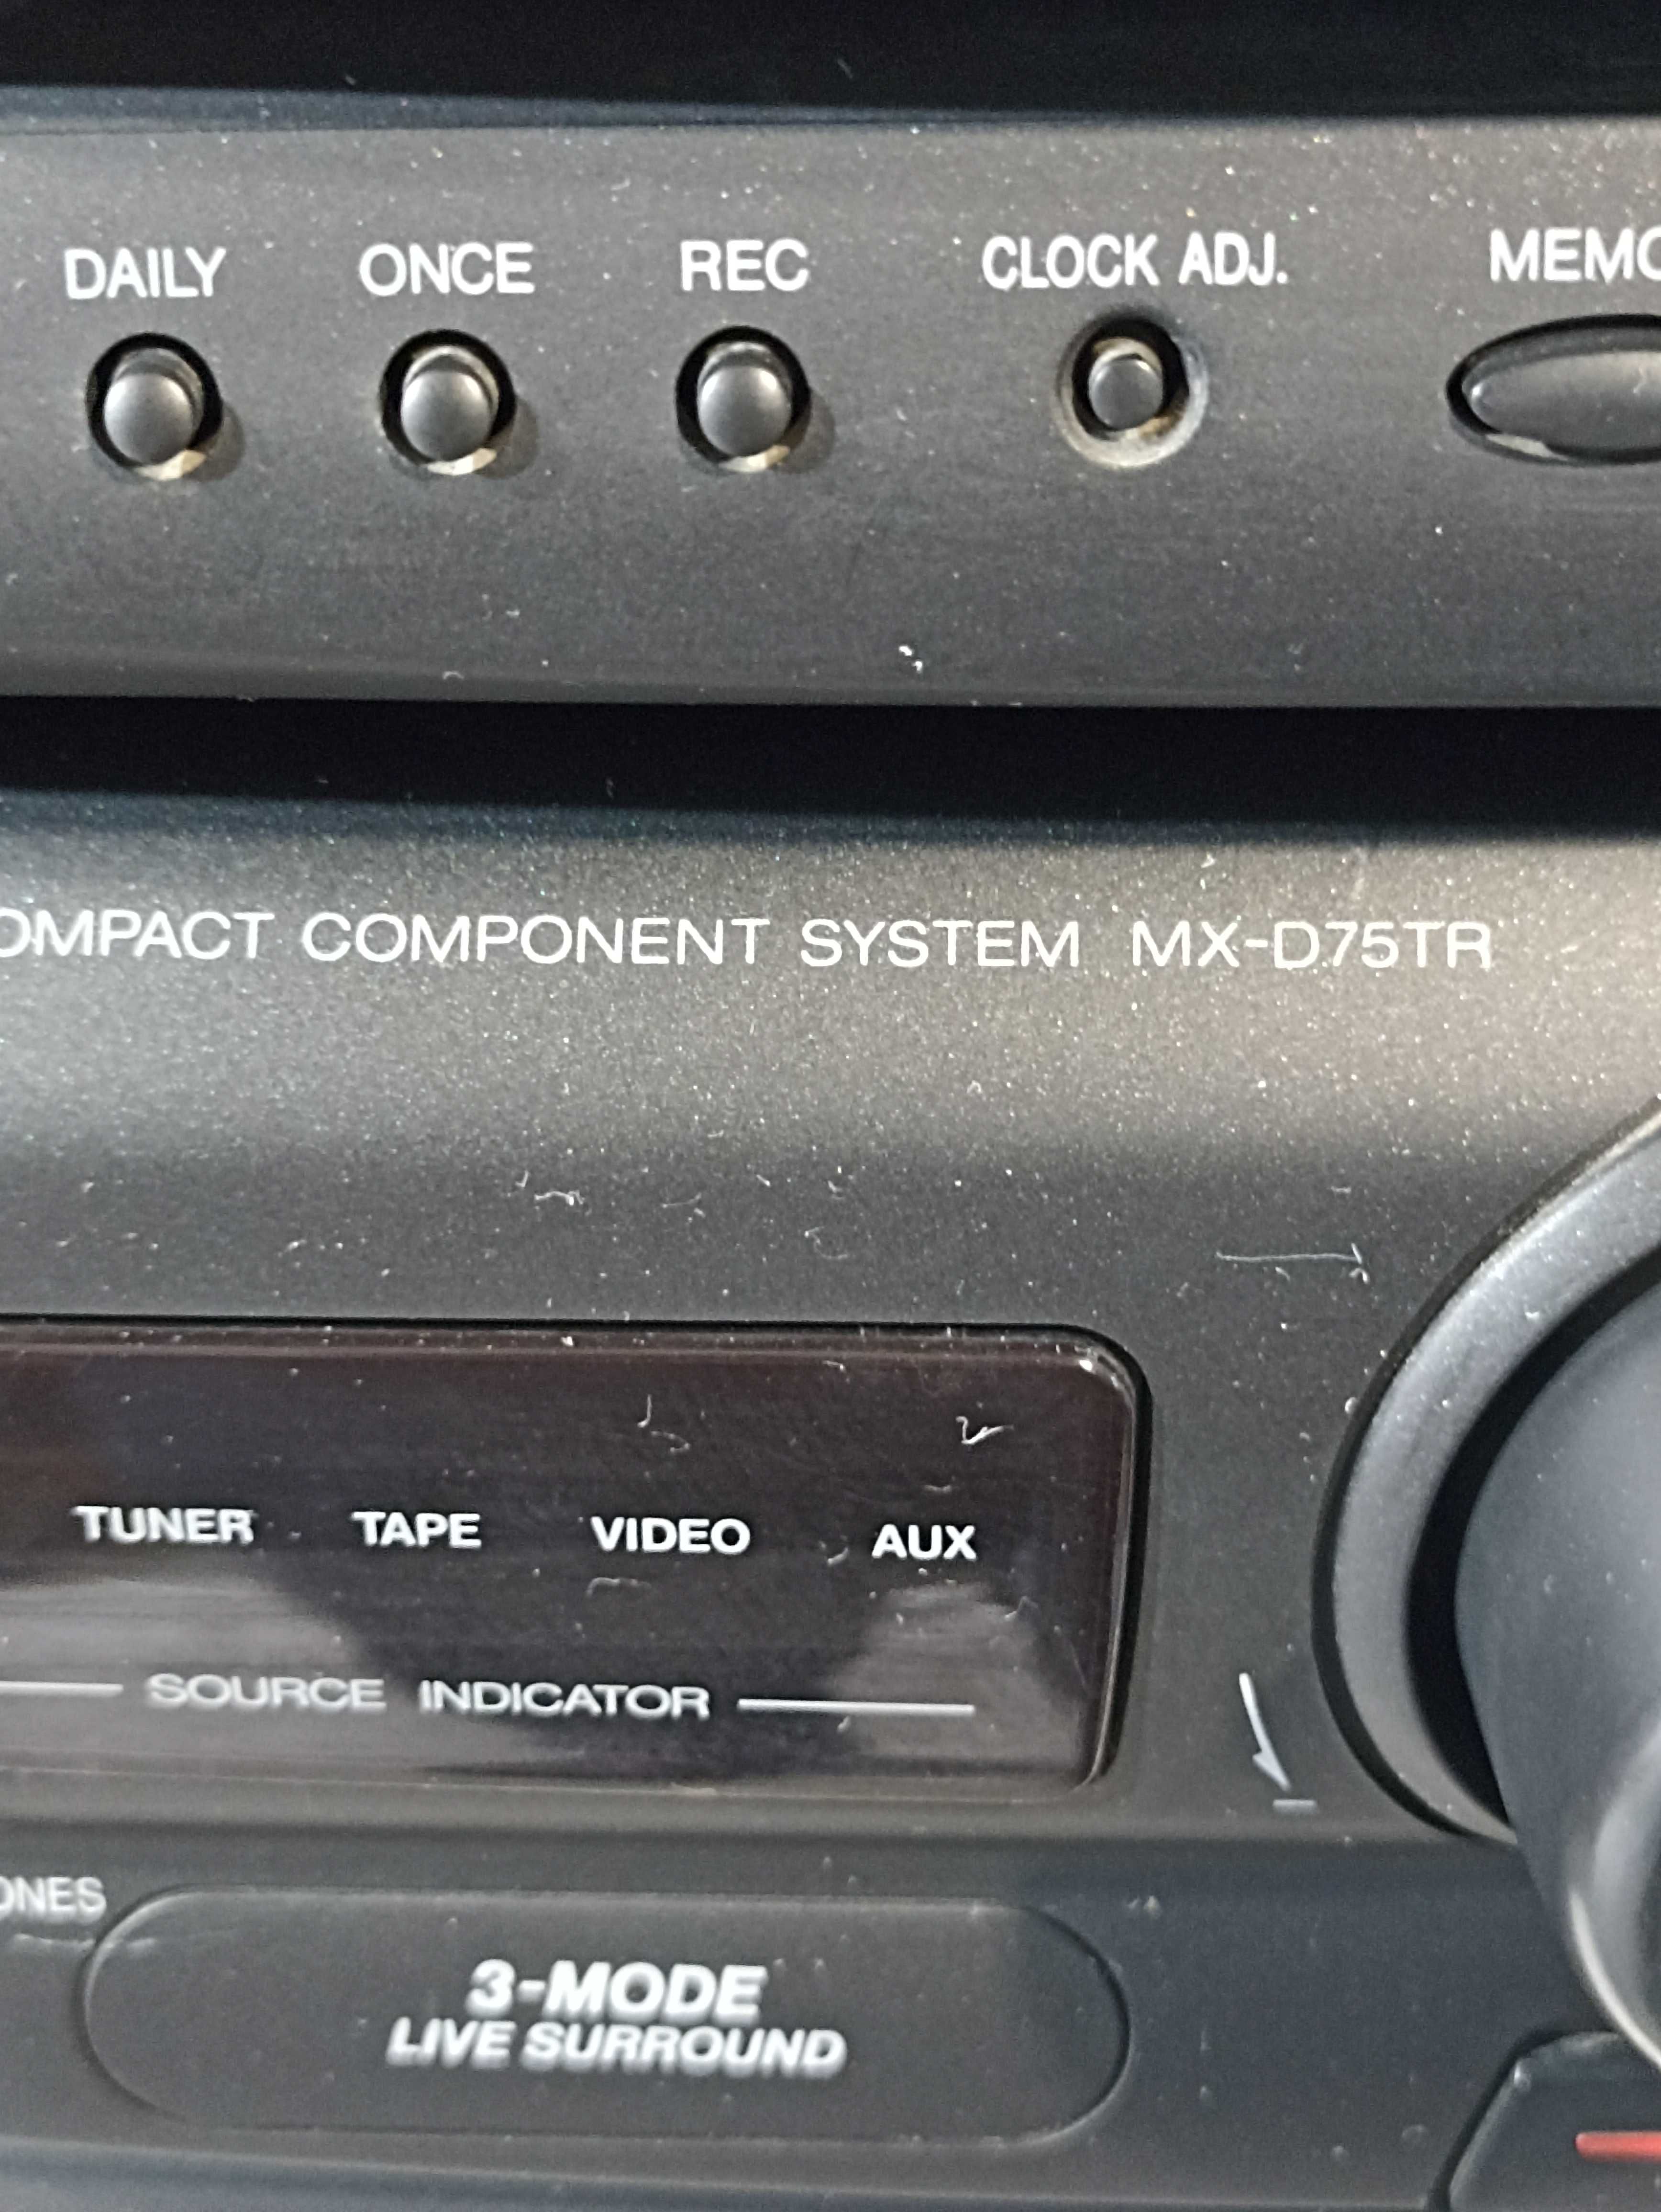 DAILY ONCE REC CLOCK ADJ. MEMO
OMPACT COMPONENT SYSTEM MX-D75TR
TUNER TAPE VIDEO AUX
SOURCE INDICATOR
ONES
3-MODE
LIVE SURROUND